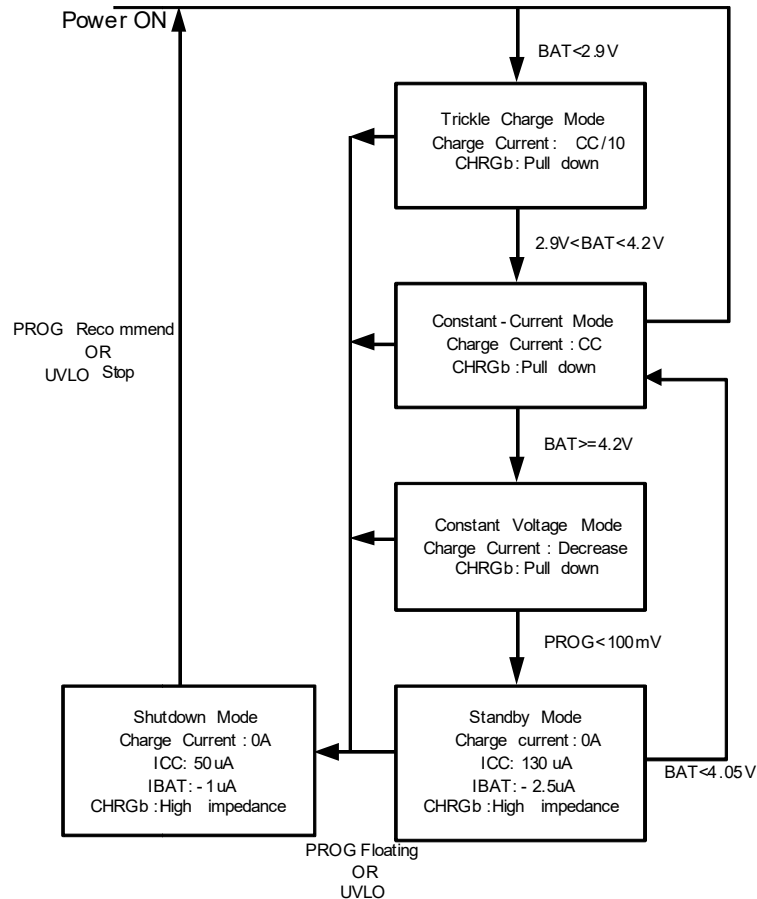 Power ON
BAT<2.9V
Trickle Charge Mode
Charge Current: CC/10
CHRGb: Pull down
2.9V<BAT<4.2V
PROG Recommend
OR
UVLO Stop
Constant-Current Mode
Charge Current: CC
CHRGb: Pull down
BAT>=4.2V
Constant Voltage Mode
Charge Current: Decrease
CHRGb: Pull down
PROG<100mV
Shutdown Mode
Charge Current: 0A
ICC: 50uA
IBAT: -1uA
CHRGb: High impedance
Standby Mode
Charge current: 0A
ICC: 130uA
IBAT: -2.5uA
CHRGb: High impedance
BAT<4.05V
PROG Floating
OR
UVLO